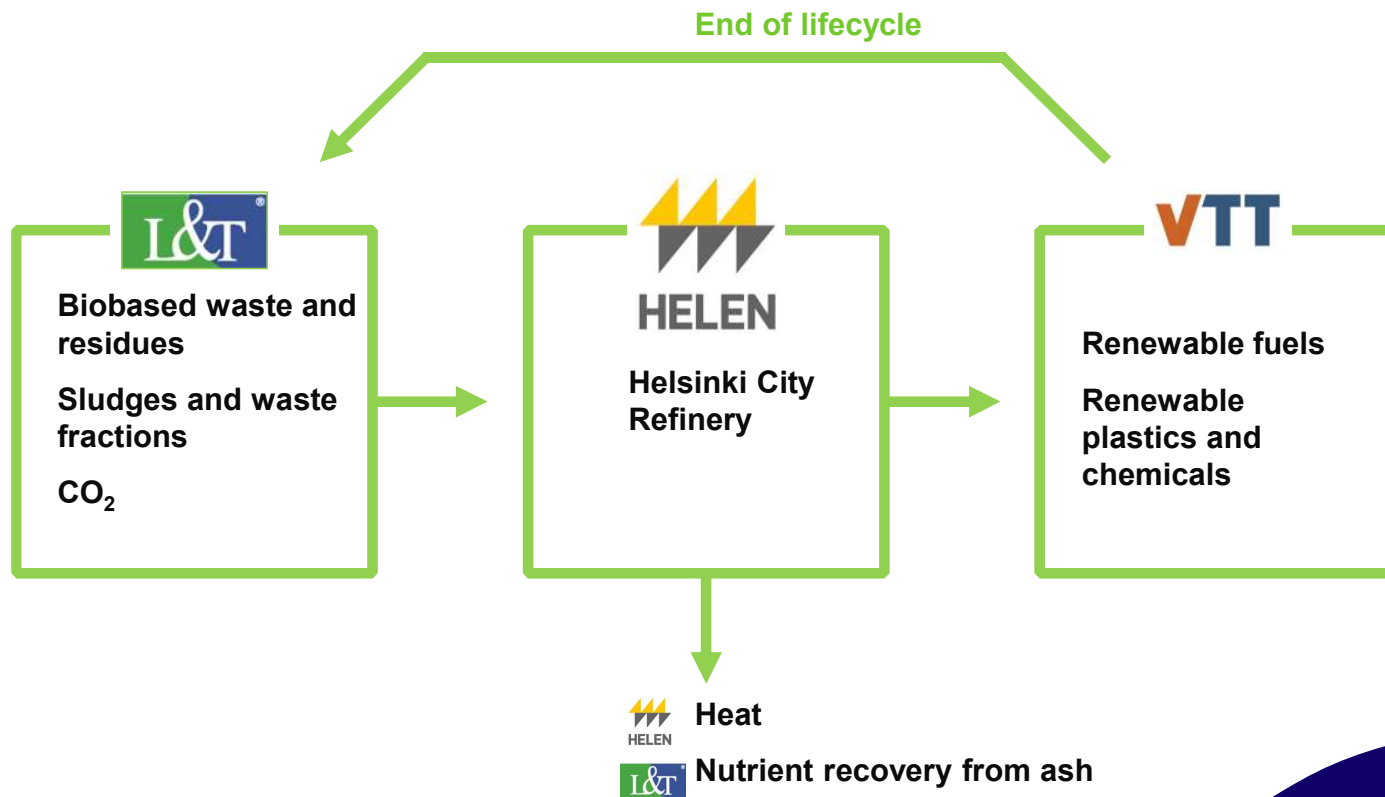 End of lifecycle
L&T®
Biobased waste and
residues
Sludges and waste
fractions
CO₂
HELEN
Helsinki City
Refinery
VTT
Renewable fuels
Renewable
plastics and
chemicals
HELEN
Heat
L&T
Nutrient recovery from ash